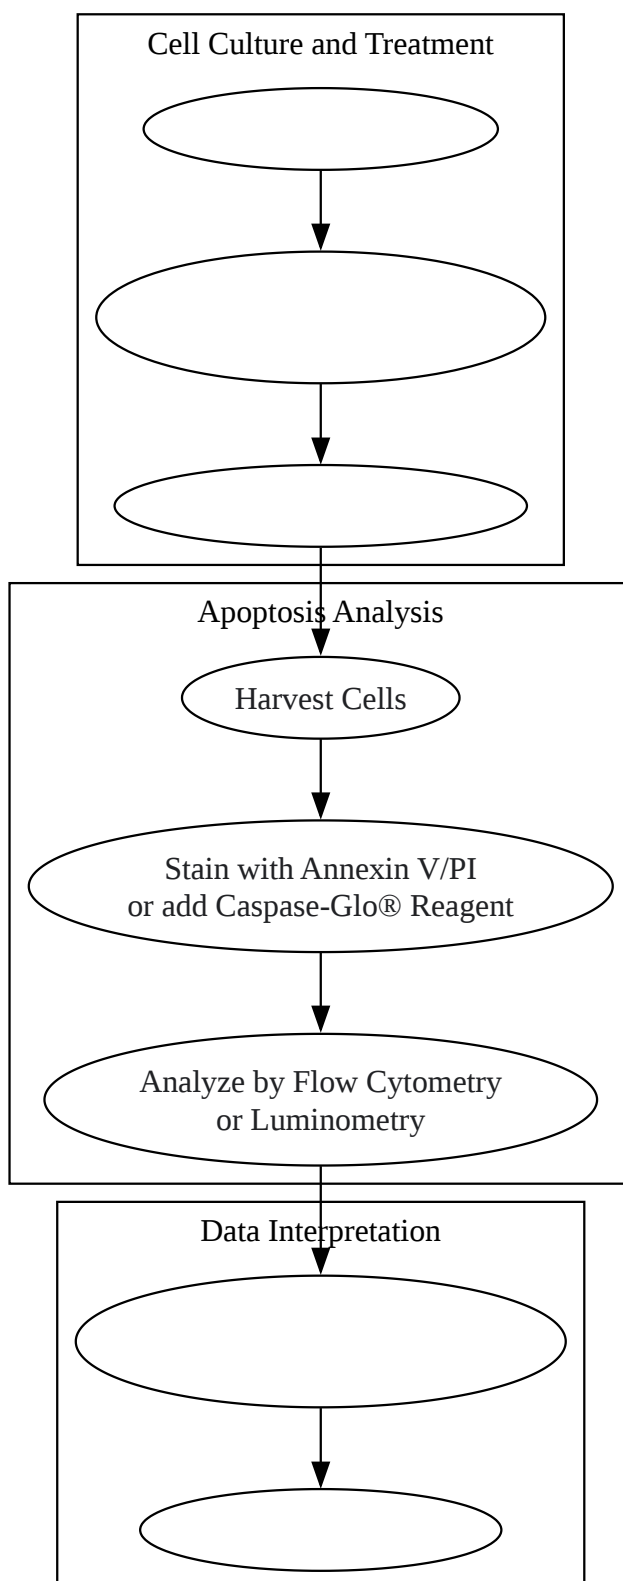 Cell Culture and Treatment
Apoptosis Analysis
Harvest Cells
Stain with Annexin V/PI
or add Caspase-Glo® Reagent
Analyze by Flow Cytometry
or Luminometry
Data Interpretation